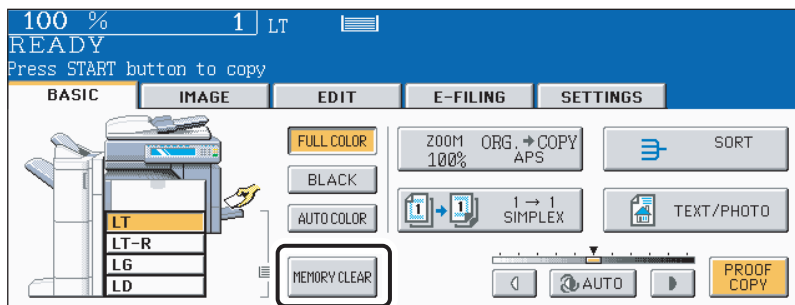 100 % 1 LT
READY
Press START button to copy
BASIC IMAGE EDIT E-FILING SETTINGS
FULL COLOR
BLACK
AUTO COLOR
MEMORY CLEAR
LT
LT-R
LG
LD
ZOOM ORG. → COPY
100% APS
SORT
1 → 1 1 → 1
SIMPLEX
TEXT/PHOTO
AUTO
PROOF
COPY